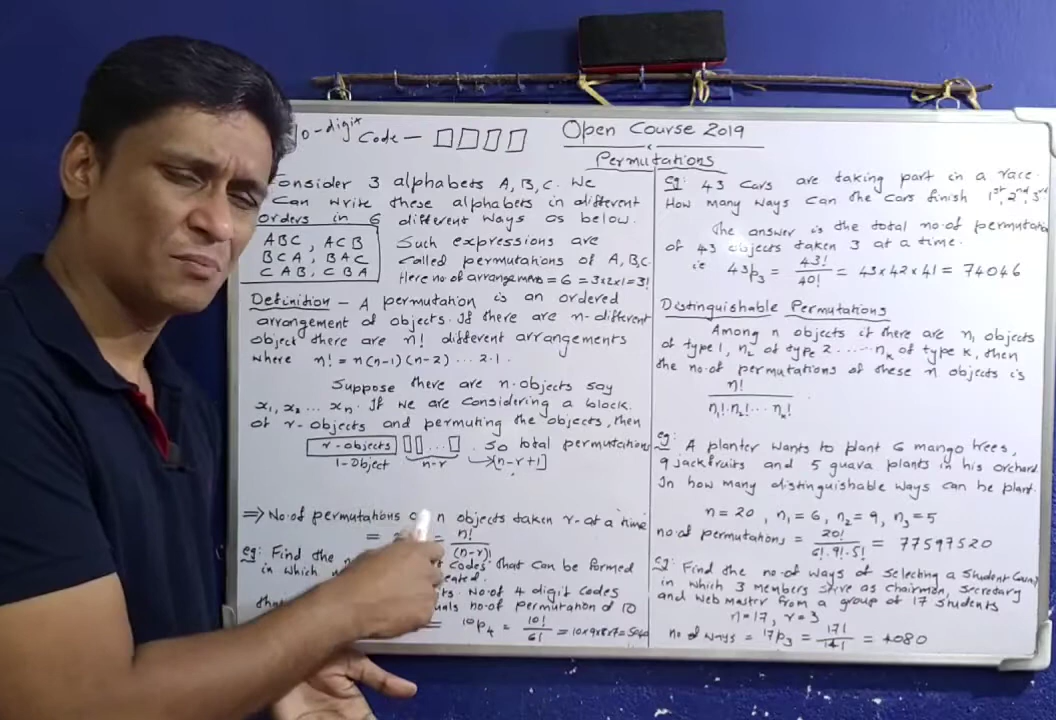 10-digit Code –
Open Course 2019
Permutations
Consider 3 alphabets A, B, C. We
Can write these alphabets in different
orders in 6 different ways as below.
ABC, ACB
BCA, BAC
CAB, CBA
Such expressions are
Called permutations of A, B, C.
Here no of arrangements = 6 = 3x2x1 = 3!
Definition – A permutation is an ordered
arrangement of objects. If there are n-different
object there are n! different arrangements
where n! = n(n-1)(n-2) ... 2.1.
Suppose there are n-objects say
x1, x2 ... xn. If we are considering a block
of r-objects and permuting the objects, then
r-objects ... . So total permutations
1-object n-r → (n-r+1)
⇒ No. of permutations of n objects taken r-at a time
= n!/(n-r)!
eg: Find the codes that can be formed
in which
No. of 4 digit codes
that equals no. of permutation of 10
= 10p4 = 10!/6! = 10x9x8x7 = 5040
Eg: 43 cars are taking part in a race.
How many ways can the cars finish 1st, 2nd, 3rd
The answer is the total no. of permutation
of 43 objects taken 3 at a time.
ie 43p3 = 43!/40! = 43x42x41 = 74046
Distinguishable Permutations
Among n objects if there are n1 objects
of type 1, n2 of type 2 ..... nk of type k, then
the no. of permutations of these n objects is
n!/n1! n2! ... nk!
eg: A planter wants to plant 6 mango trees,
9 jackfruits and 5 guava plants in his orchard.
In how many distinguishable ways can be plant.
n = 20, n1 = 6, n2 = 9, n3 = 5
no. of permutations = 20!/6! 9! 5! = 77597520
Eg: Find the no. of ways of selecting a Student
in which 3 members serve as Chairman, Secretary
and Web master from a group of 17 students
n = 17, r = 3
no of ways = 17p3 = 17!/14! = 4080